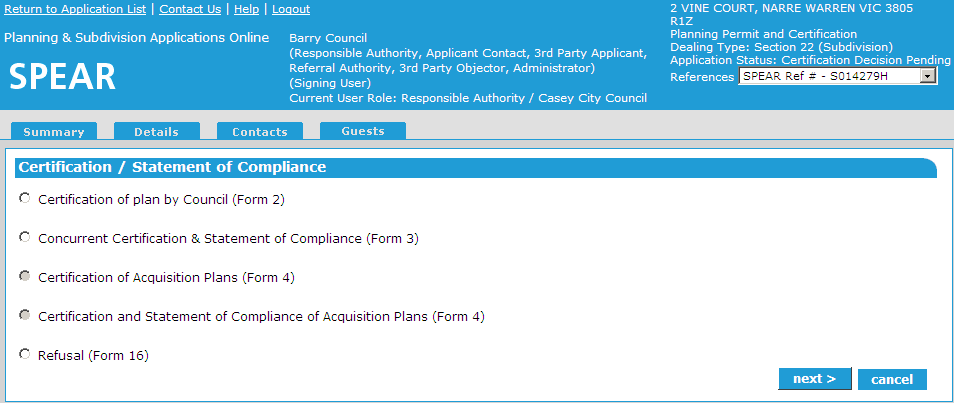 Return to Application List | Contact Us | Help | Logout
Planning & Subdivision Applications Online
SPEAR
Barry Council
(Responsible Authority, Applicant Contact, 3rd Party Applicant,
Referral Authority, 3rd Party Objector, Administrator)
(Signing User)
Current User Role: Responsible Authority / Casey City Council
2 VINE COURT, NARRE WARREN VIC 3805
R1Z
Planning Permit and Certification
Dealing Type: Section 22 (Subdivision)
Application Status: Certification Decision Pending
References SPEAR Ref # - S014279H
Summary Details Contacts Guests
Certification / Statement of Compliance
Certification of plan by Council (Form 2)
Concurrent Certification & Statement of Compliance (Form 3)
Certification of Acquisition Plans (Form 4)
Certification and Statement of Compliance of Acquisition Plans (Form 4)
Refusal (Form 16)
next > cancel